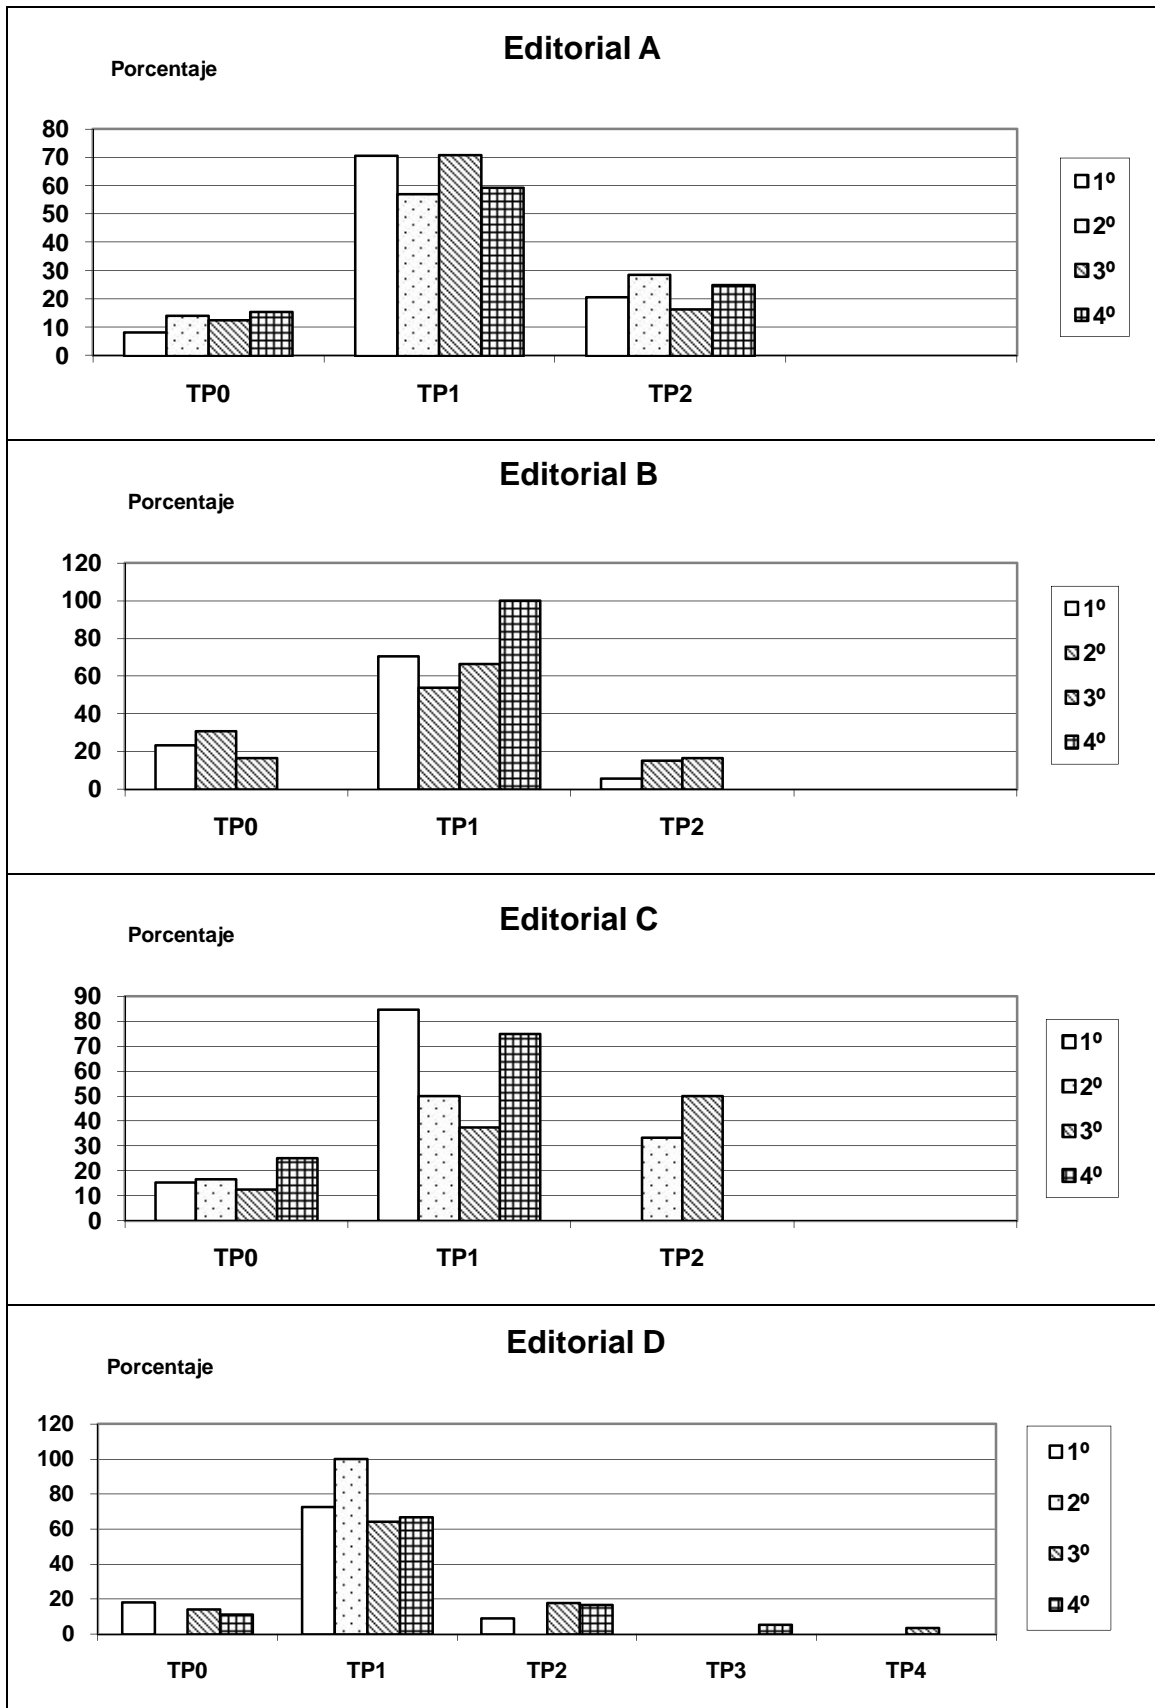 Editorial A
Porcentaje
80
70
60
50
40
30
20
10
0
TP0 TP1 TP2
1º
2º
3º
4º
Editorial B
Porcentaje
120
100
80
60
40
20
0
TP0 TP1 TP2
1º
2º
3º
4º
Editorial C
Porcentaje
90
80
70
60
50
40
30
20
10
0
TP0 TP1 TP2
1º
2º
3º
4º
Editorial D
Porcentaje
120
100
80
60
40
20
0
TP0 TP1 TP2 TP3 TP4
1º
2º
3º
4º